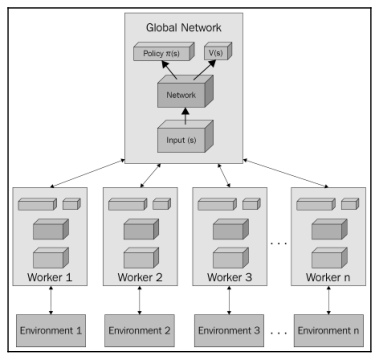 Global Network
Policy π(s)
V(s)
Network
Input (s)
Worker 1
Worker 2
Worker 3
. . .
Worker n
Environment 1
Environment 2
Environment 3
. . .
Environment n